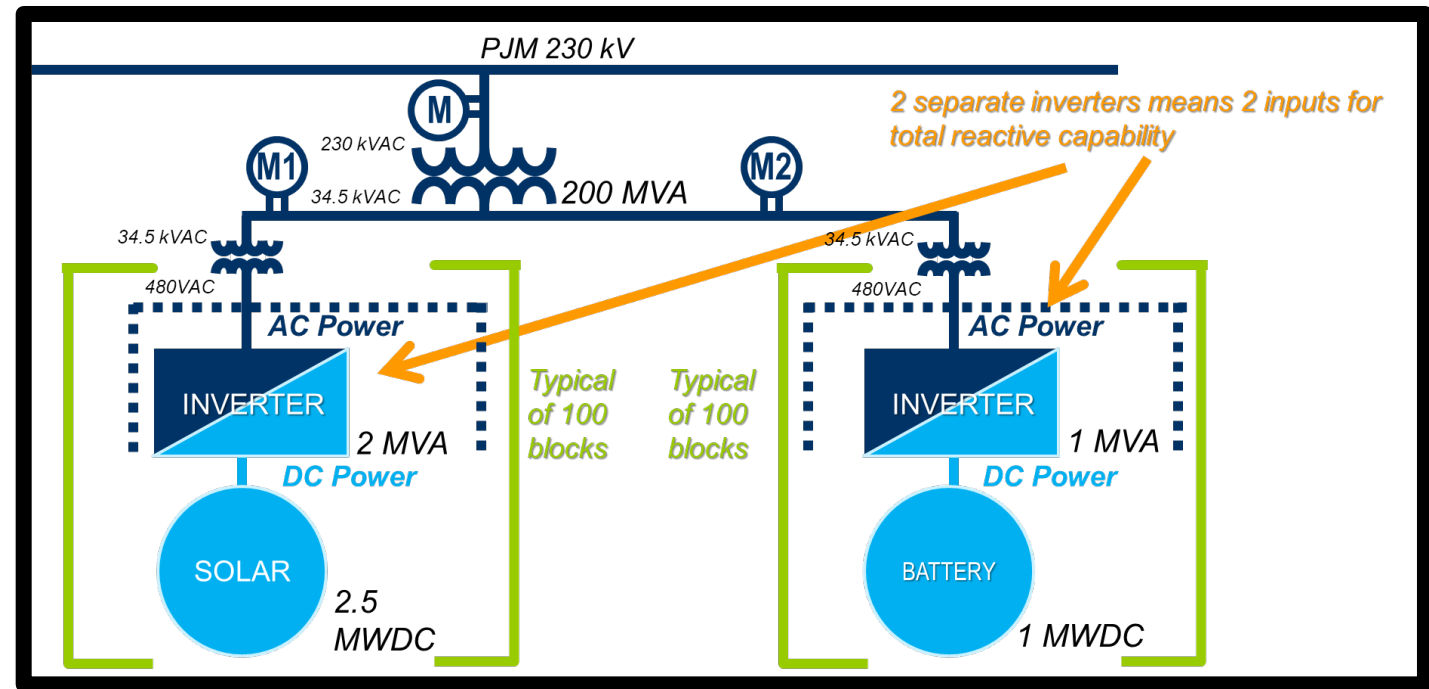 PJM 230 kV
2 separate inverters means 2 inputs for
total reactive capability
M
230 kVAC
M1
M2
34.5 kVAC
200 MVA
34.5 kVAC
34.5 kVAC
480VAC
480VAC
AC Power
AC Power
Typical
of 100
blocks
Typical
of 100
blocks
INVERTER
INVERTER
2 MVA
1 MVA
DC Power
DC Power
SOLAR
BATTERY
2.5
MWDC
1 MWDC